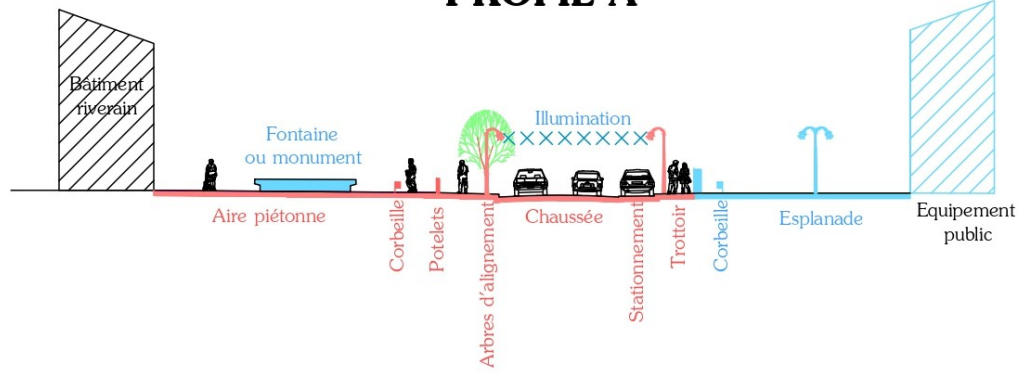 PROFIL A
Bâtiment
riverain
Fontaine
ou monument
Illumination
Aire piétonne
Corbeille
Potelets
Arbres d'alignement
Chaussée
Stationnement
Trottoir
Corbeille
Esplanade
Equipement
public